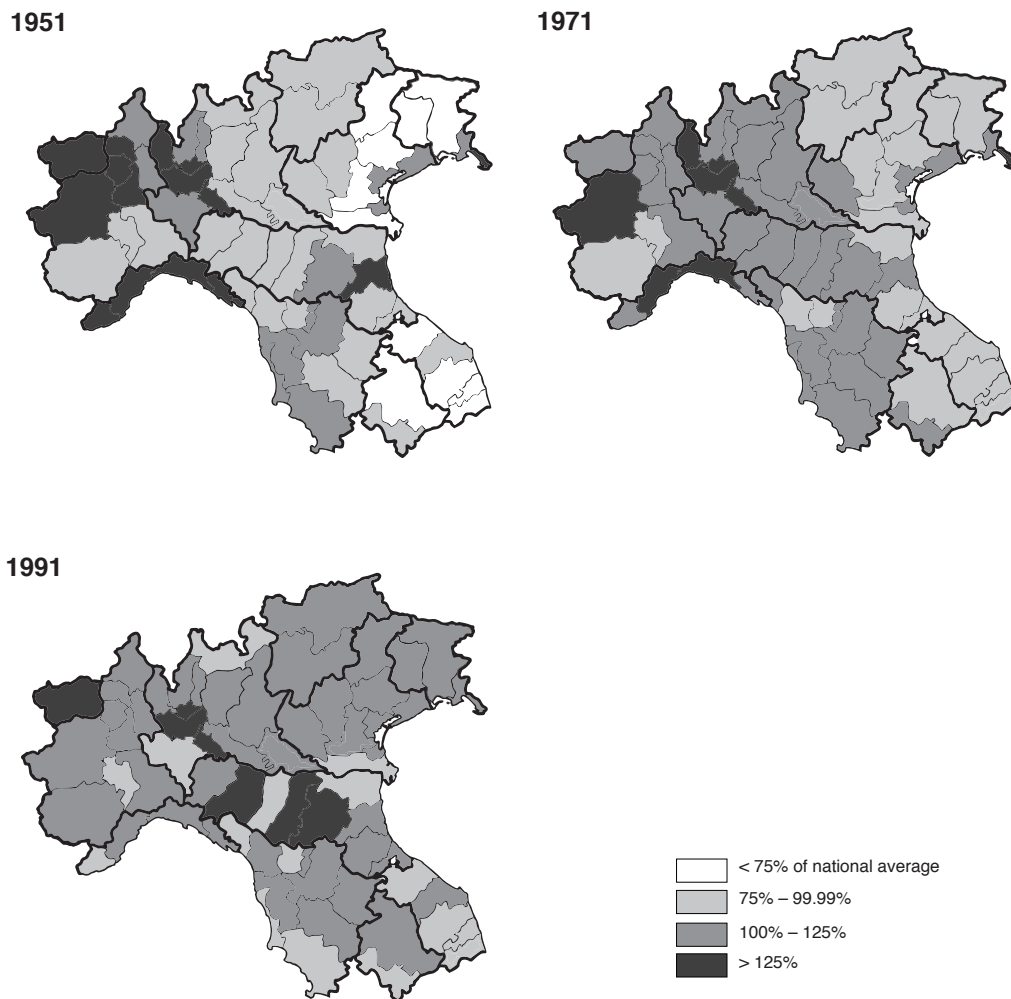 1951
1971
1991
< 75% of national average
75% – 99.99%
100% – 125%
> 125%